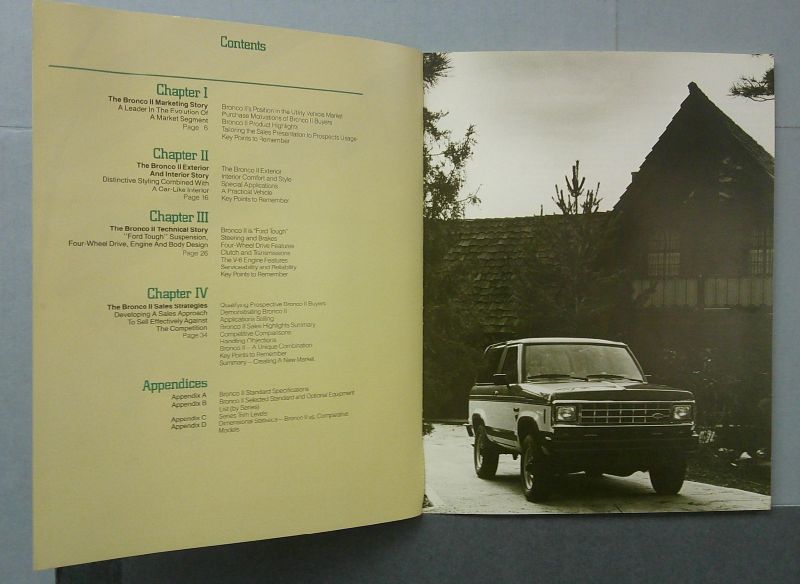 Contents
Chapter I
The Bronco II Marketing Story
A Leader In The Evolution Of
A Market Segment
Page 6
Bronco II's Position in the Utility Vehicle Market
Purchase Motivations of Bronco II Buyers
Bronco II Product Highlights
Tailoring the Sales Presentation to Prospects Usage
Key Points to Remember
Chapter II
The Bronco II Exterior
And Interior Story
Distinctive Styling Combined With
A Car-Like Interior
Page 16
The Bronco II Exterior
Interior Comfort and Style
Special Applications
A Practical Vehicle
Key Points to Remember
Chapter III
The Bronco II Technical Story
"Ford Tough" Suspension,
Four-Wheel Drive, Engine And Body Design
Page 26
Bronco II is "Ford Tough"
Steering and Brakes
Four-Wheel Drive Features
Clutch and Transmissions
The V-6 Engine Features
Serviceability and Reliability
Key Points to Remember
Chapter IV
The Bronco II Sales Strategies
Developing A Sales Approach
To Sell Effectively Against
The Competition
Page 34
Qualifying Prospective Bronco II Buyers
Demonstrating Bronco II
Applications Selling
Bronco II Sales Highlights Summary
Competitive Comparisons
Handling Objections
Bronco II – A Unique Combination
Key Points to Remember
Summary – Creating A New Market
Appendices
Appendix A
Bronco II Standard Specifications
Appendix B
Bronco II Selected Standard and Optional Equipment
List (by Series)
Appendix C
Series Trim Levels
Appendix D
Dimensional Statistics – Bronco II vs. Comparative
Models